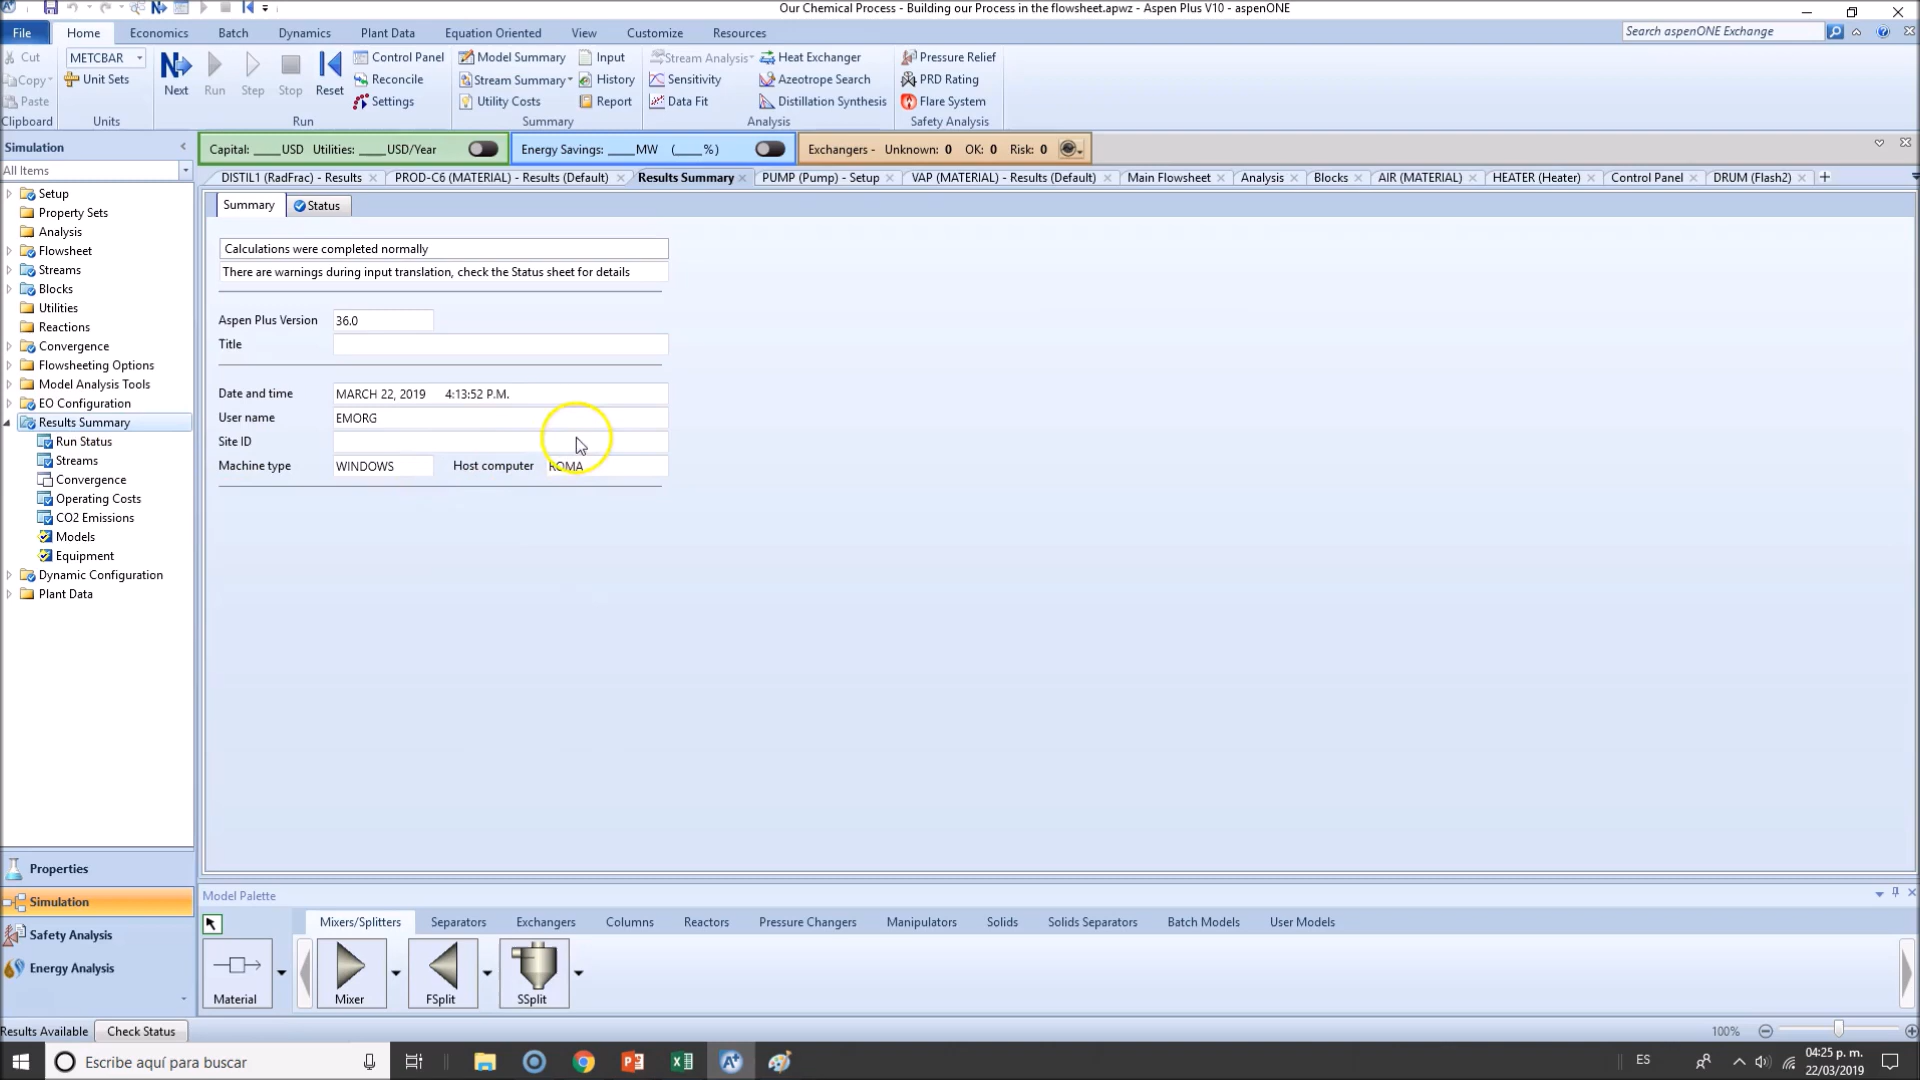 Our Chemical Process - Building our Process in the flowsheet.apwz - Aspen Plus V10 - aspenONE
File Home Economics Batch Dynamics Plant Data Equation Oriented View Customize Resources Search aspenONE Exchange
Cut METCBAR Control Panel Model Summary Input Stream Analysis Heat Exchanger Pressure Relief
Copy Unit Sets Next Run Step Stop Reset Reconcile Stream Summary History Sensitivity Azeotrope Search PRD Rating
Paste Settings Utility Costs Report Data Fit Distillation Synthesis Flare System
Clipboard Units Run Summary Analysis Safety Analysis
Simulation Capital: ____USD Utilities: ____USD/Year Energy Savings: ____MW (____%) Exchangers - Unknown: 0 OK: 0 Risk: 0
All Items DISTIL1 (RadFrac) - Results PROD-C6 (MATERIAL) - Results (Default) Results Summary PUMP (Pump) - Setup VAP (MATERIAL) - Results (Default) Main Flowsheet Analysis Blocks AIR (MATERIAL) HEATER (Heater) Control Panel DRUM (Flash2)
Summary Status
Setup
Property Sets
Analysis
Flowsheet
Streams
Blocks
Utilities
Reactions
Convergence
Flowsheeting Options
Model Analysis Tools
EO Configuration
Results Summary
Run Status
Streams
Convergence
Operating Costs
CO2 Emissions
Models
Equipment
Dynamic Configuration
Plant Data
Calculations were completed normally
There are warnings during input translation, check the Status sheet for details
Aspen Plus Version 36.0
Title
Date and time MARCH 22, 2019 4:13:52 P.M.
User name EMORG
Site ID
Machine type WINDOWS Host computer ROMA
Properties
Simulation
Safety Analysis
Energy Analysis
Model Palette
Mixers/Splitters Separators Exchangers Columns Reactors Pressure Changers Manipulators Solids Solids Separators Batch Models User Models
Material Mixer FSplit SSplit
Results Available Check Status 100%
Escribe aquí para buscar ES 04:25 p. m.
22/03/2019